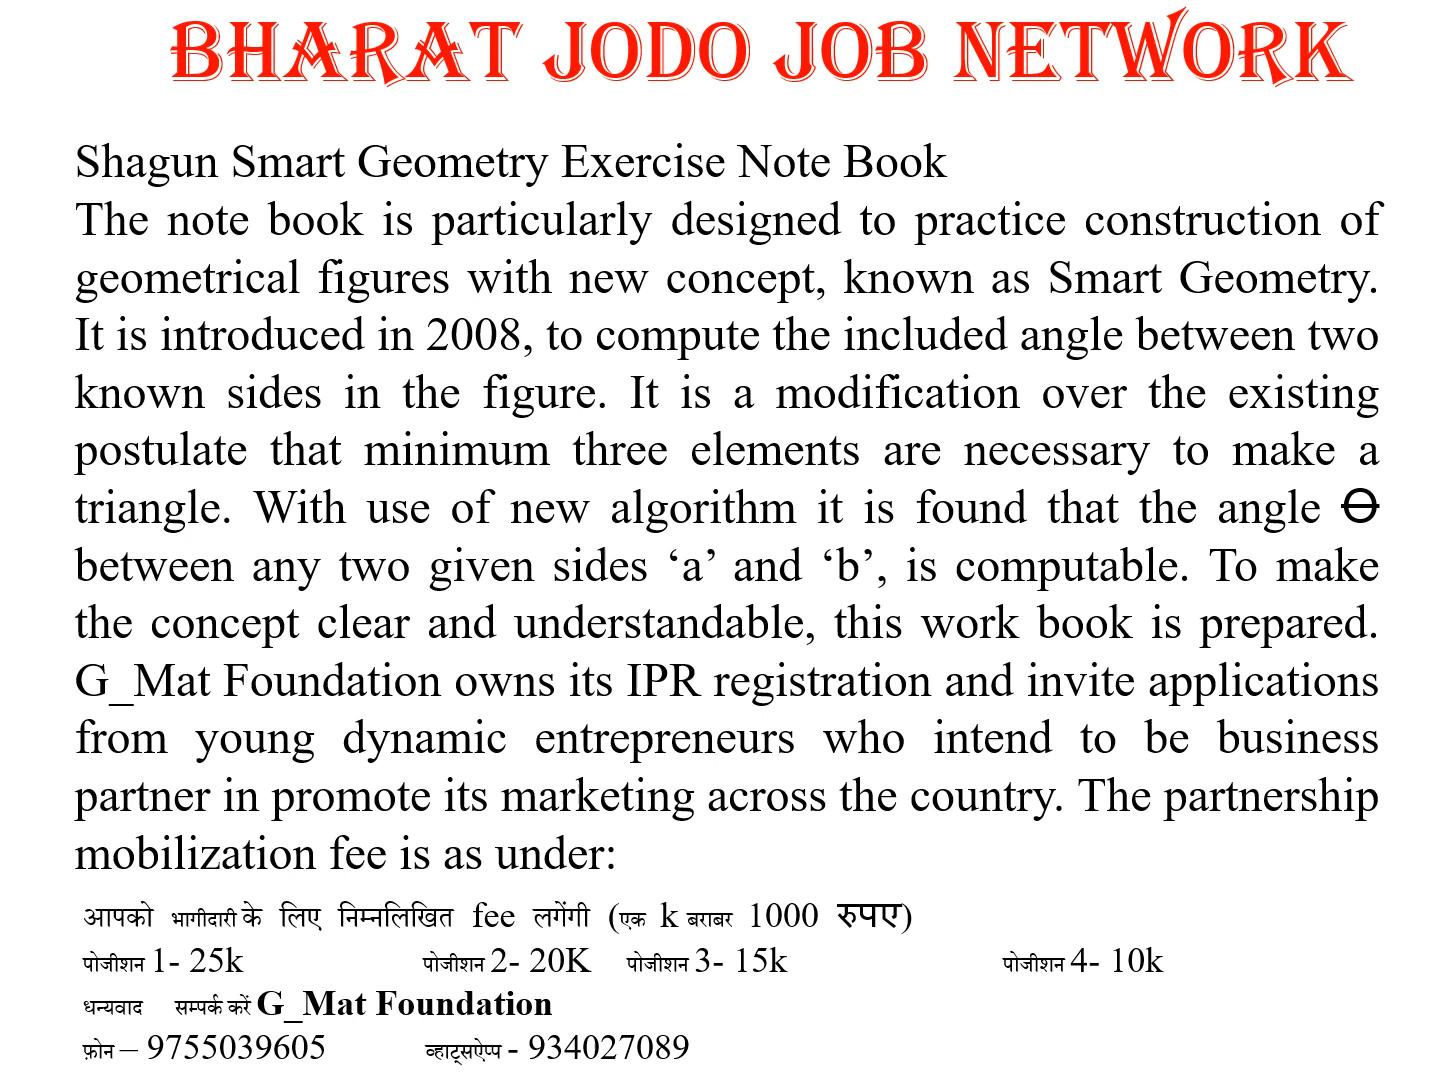 BHARAT JODO JOB NETWORK
Shagun Smart Geometry Exercise Note Book
The note book is particularly designed to practice construction of
geometrical figures with new concept, known as Smart Geometry.
It is introduced in 2008, to compute the included angle between two
known sides in the figure. It is a modification over the existing
postulate that minimum three elements are necessary to make a
triangle. With use of new algorithm it is found that the angle Ɵ
between any two given sides ‘a’ and ‘b’, is computable. To make
the concept clear and understandable, this work book is prepared.
G_Mat Foundation owns its IPR registration and invite applications
from young dynamic entrepreneurs who intend to be business
partner in promote its marketing across the country. The partnership
mobilization fee is as under:
आपको भागीदारी के लिए निम्नलिखित fee लगेंगी (एक k बराबर 1000 रुपए)
पोजीशन 1- 25k पोजीशन 2- 20K पोजीशन 3- 15k पोजीशन 4- 10k
धन्यवाद सम्पर्क करें G_Mat Foundation
फ़ोन – 9755039605 व्हाट्सऐप्प - 934027089